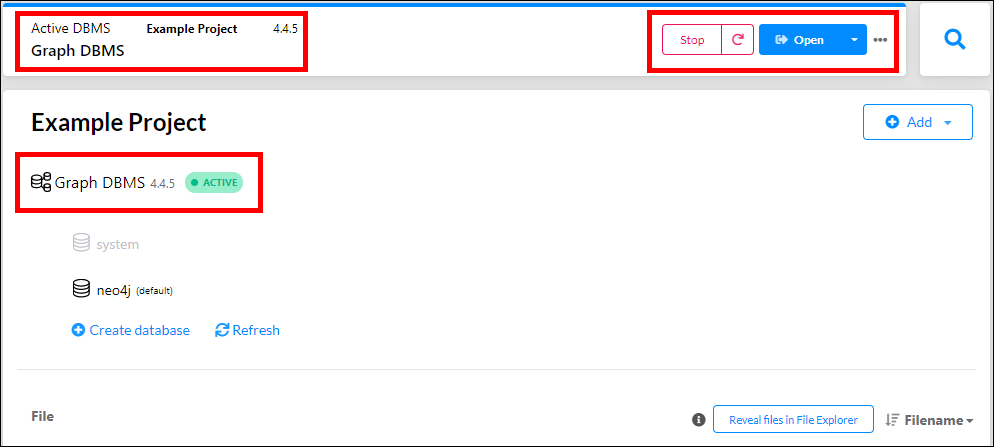 Active DBMS Example Project 4.4.5
Graph DBMS
Stop Open
Example Project
Add
Graph DBMS 4.4.5 ACTIVE
system
neo4j (default)
Create database Refresh
File Reveal files in File Explorer Filename